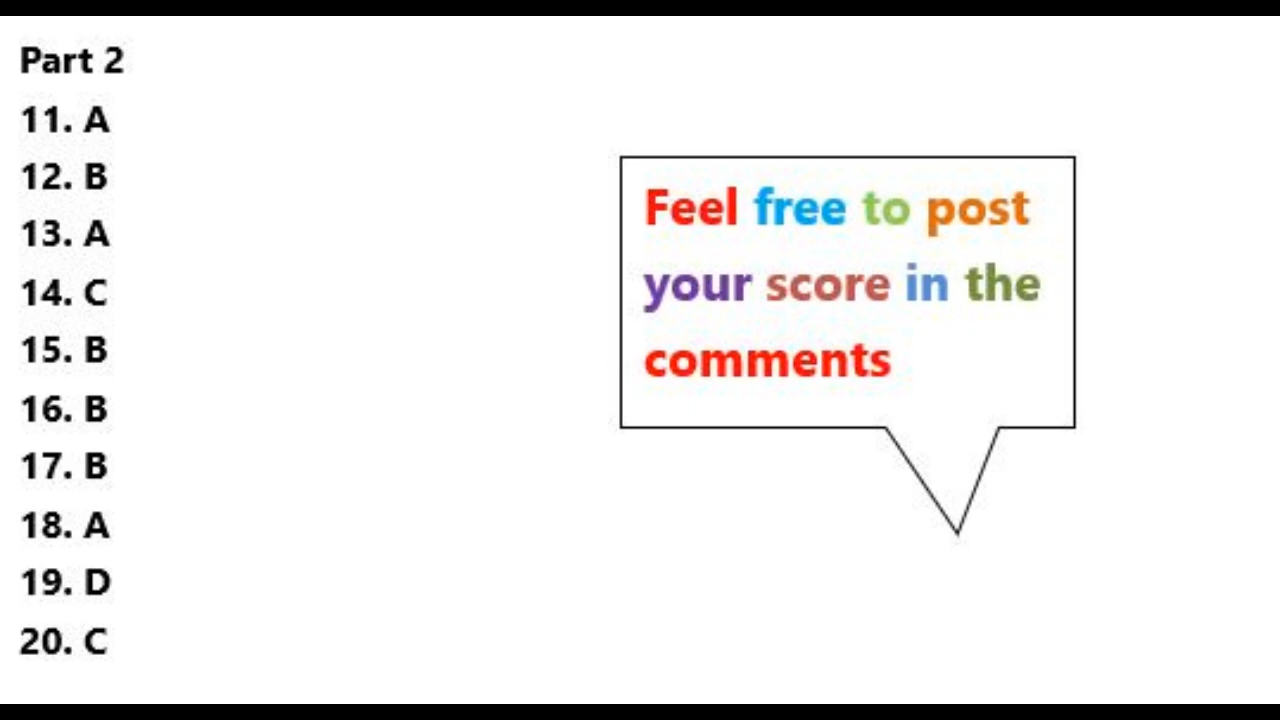 Part 2
11. A
12. B
13. A
14. C
15. B
16. B
17. B
18. A
19. D
20. C
Feel free to post
your score in the
comments